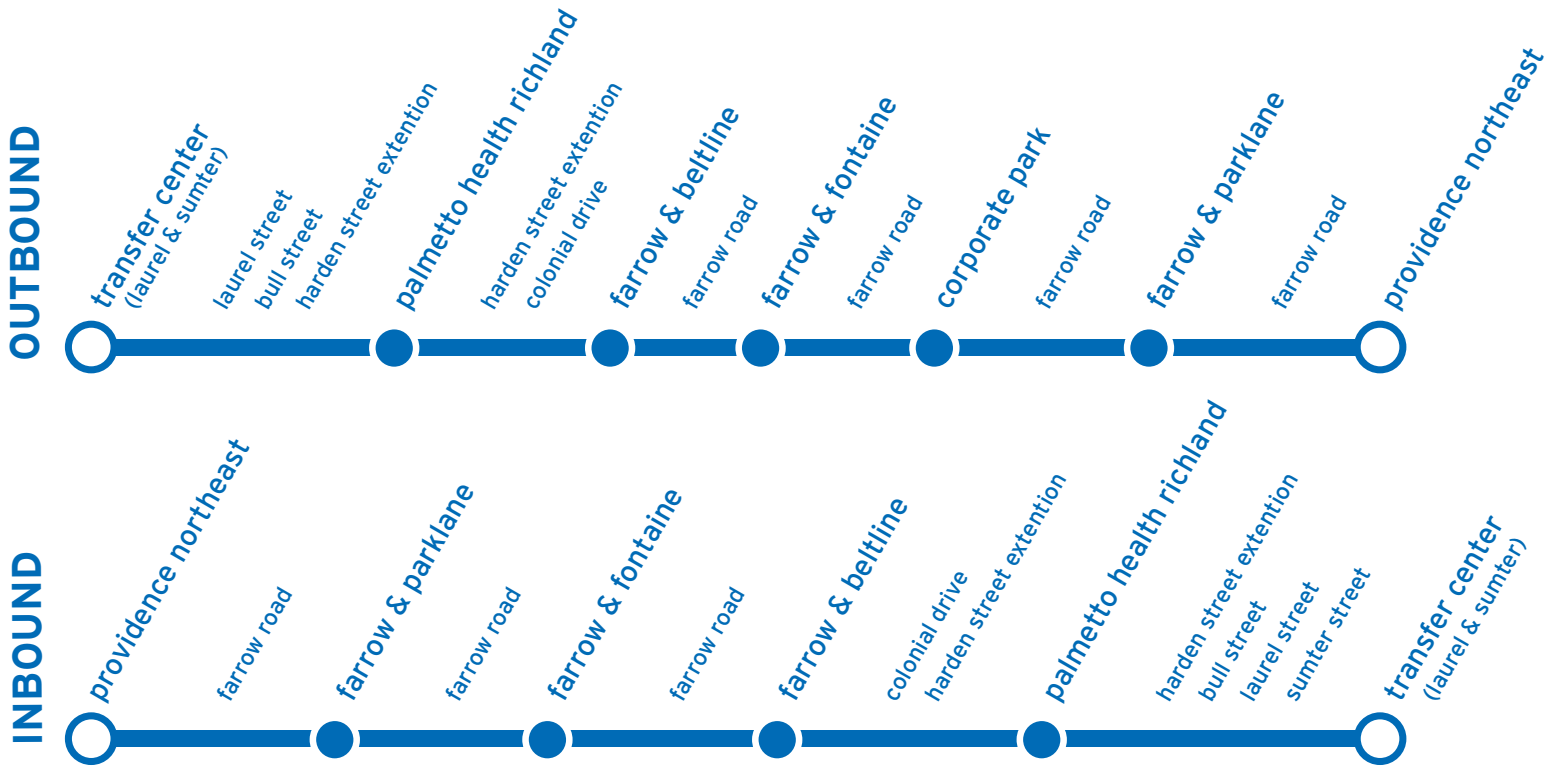 OUTBOUND
transfer center
(laurel & sumter)
laurel street
bull street
harden street extention
palmetto health richland
harden street extention
colonial drive
farrow & beltline
farrow road
farrow & fontaine
farrow road
corporate park
farrow road
farrow & parklane
farrow road
providence northeast
INBOUND
providence northeast
farrow road
farrow & parklane
farrow road
farrow & fontaine
farrow road
farrow & beltline
colonial drive
harden street extention
palmetto health richland
harden street extention
bull street
laurel street
sumter street
transfer center
(laurel & sumter)